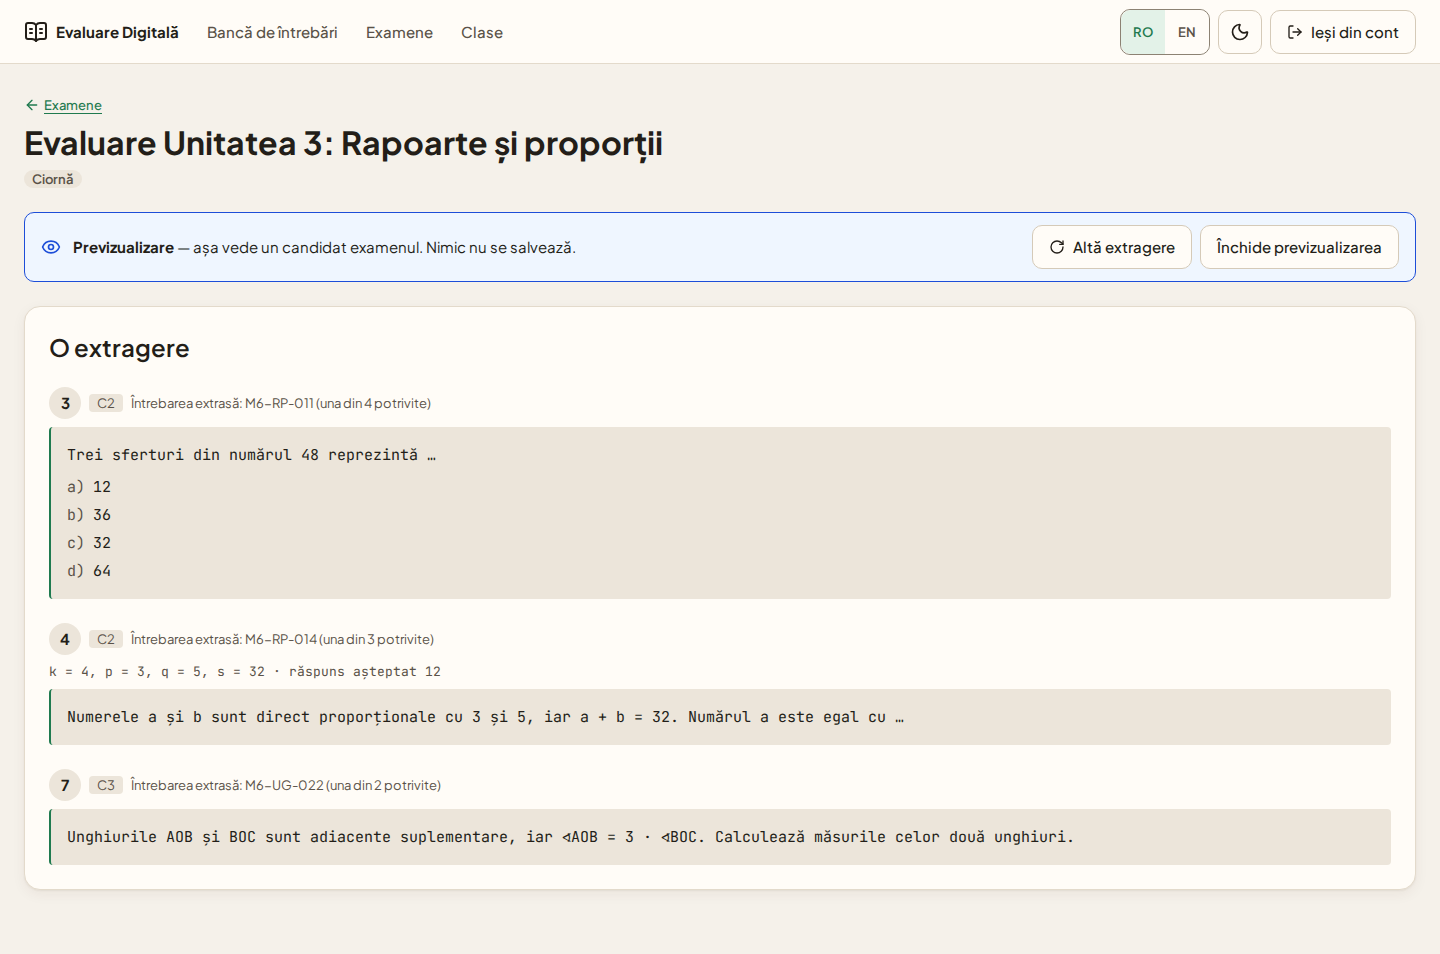 Evaluare Digitală Bancă de întrebări Examene Clase RO EN Ieși din cont
← Examene
Evaluare Unitatea 3: Rapoarte și proporții
Ciornă
Previzualizare — așa vede un candidat examenul. Nimic nu se salvează. Altă extragere Închide previzualizarea
O extragere
3 C2 Întrebarea extrasă: M6-RP-011 (una din 4 potrivite)
Trei sferturi din numărul 48 reprezintă …
a) 12
b) 36
c) 32
d) 64
4 C2 Întrebarea extrasă: M6-RP-014 (una din 3 potrivite)
k = 4, p = 3, q = 5, s = 32 · răspuns așteptat 12
Numerele a și b sunt direct proporționale cu 3 și 5, iar a + b = 32. Numărul a este egal cu …
7 C3 Întrebarea extrasă: M6-UG-022 (una din 2 potrivite)
Unghiurile AOB și BOC sunt adiacente suplementare, iar ∢AOB = 3 · ∢BOC. Calculează măsurile celor două unghiuri.